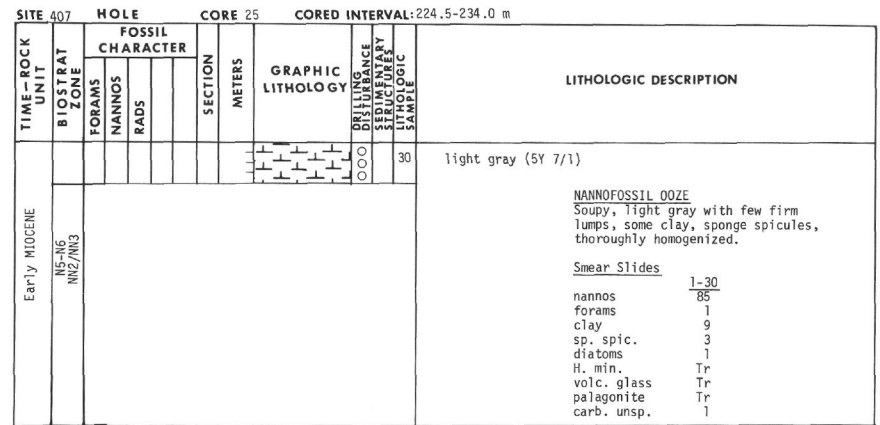 SITE 407 HOLE CORE 25 CORED INTERVAL: 224.5-234.0 m
TIME-ROCK UNIT
BIOSTRAT ZONE
FOSSIL CHARACTER
FORAMS
NANNOS
RADS
SECTION
METERS
GRAPHIC LITHOLOGY
DRILLING DISTURBANCE
SEDIMENTARY STRUCTURES
LITHOLOGIC SAMPLE
LITHOLOGIC DESCRIPTION
Early MIOCENE
N5-N6
NN2/NN3
30
light gray (5Y 7/1)
NANNOFOSSIL OOZE
Soupy, light gray with few firm
lumps, some clay, sponge spicules,
thoroughly homogenized.
Smear Slides
1-30
nannos 85
forams 1
clay 9
sp. spic. 3
diatoms 1
H. min. Tr
volc. glass Tr
palagonite Tr
carb. unsp. 1